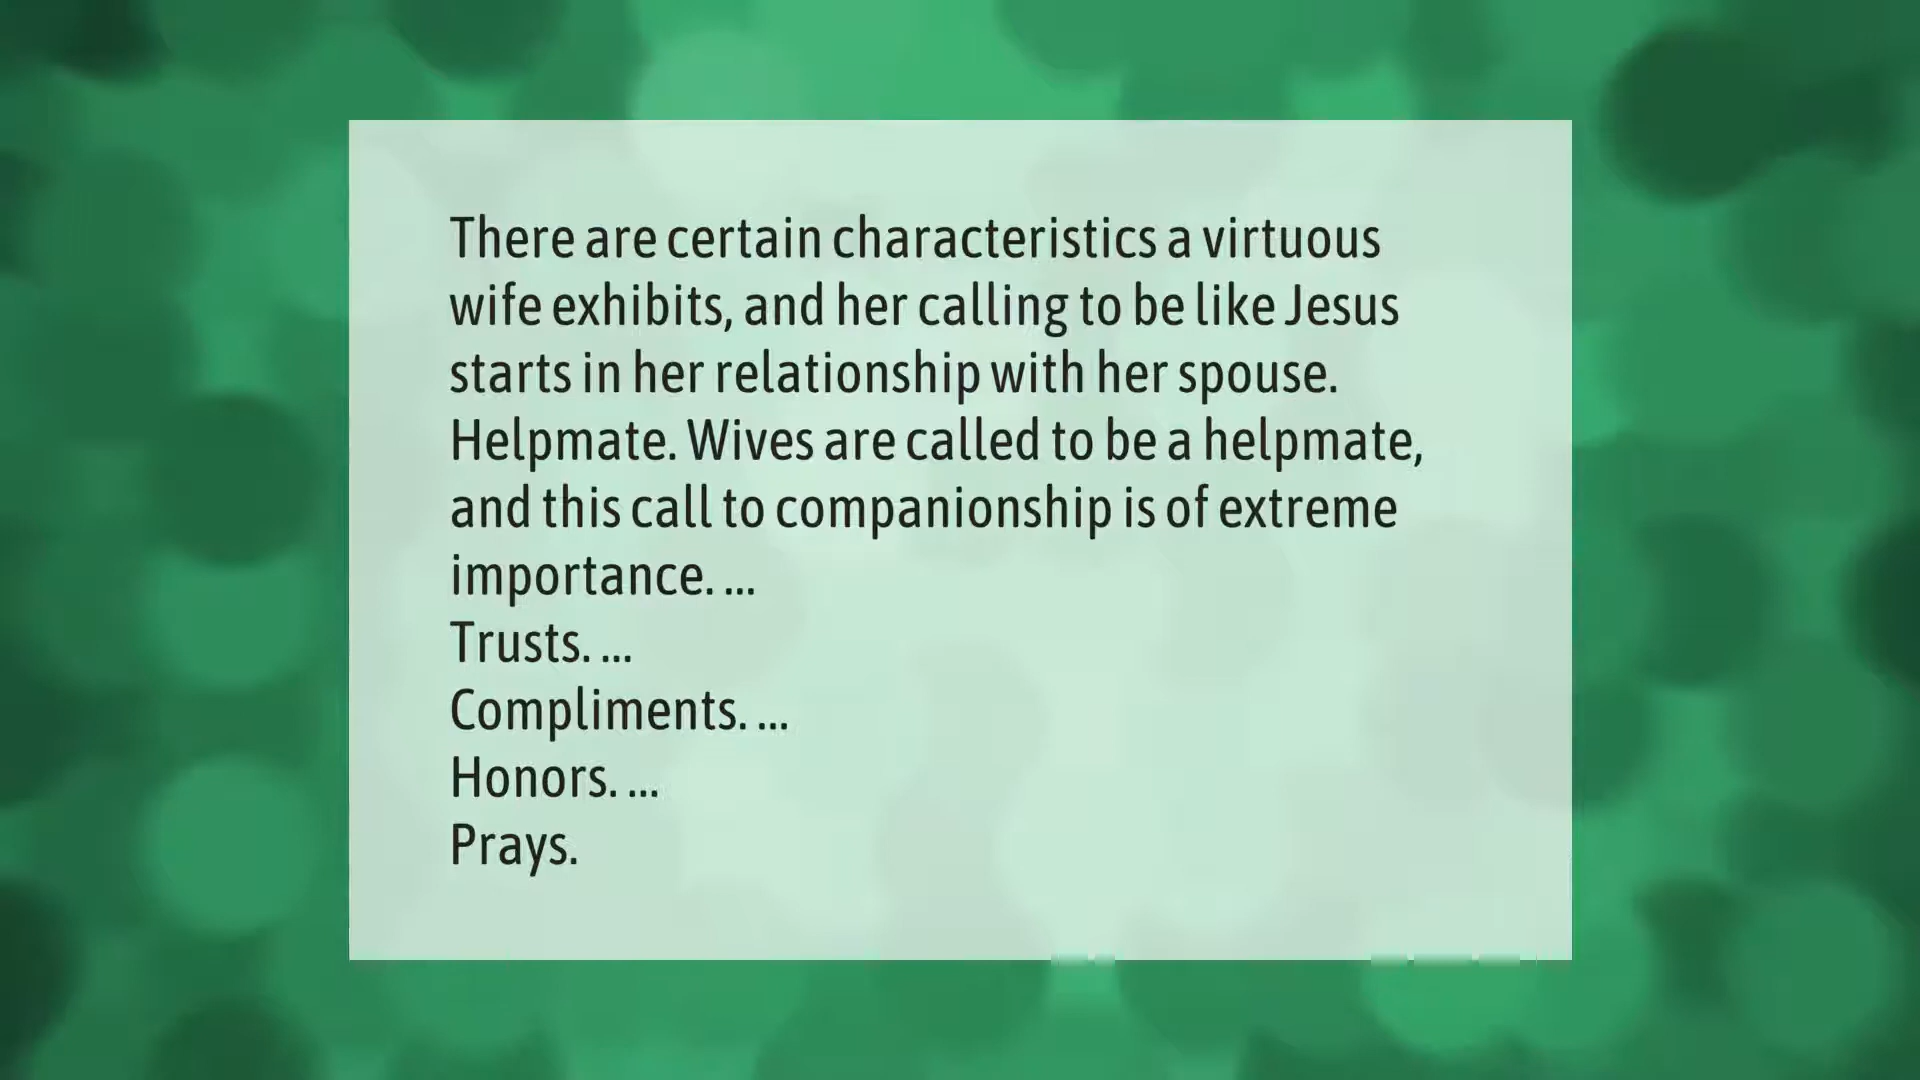 There are certain characteristics a virtuous
wife exhibits, and her calling to be like Jesus
starts in her relationship with her spouse.
Helpmate. Wives are called to be a helpmate,
and this call to companionship is of extreme
importance. ...
Trusts. ...
Compliments. ...
Honors. ...
Prays.